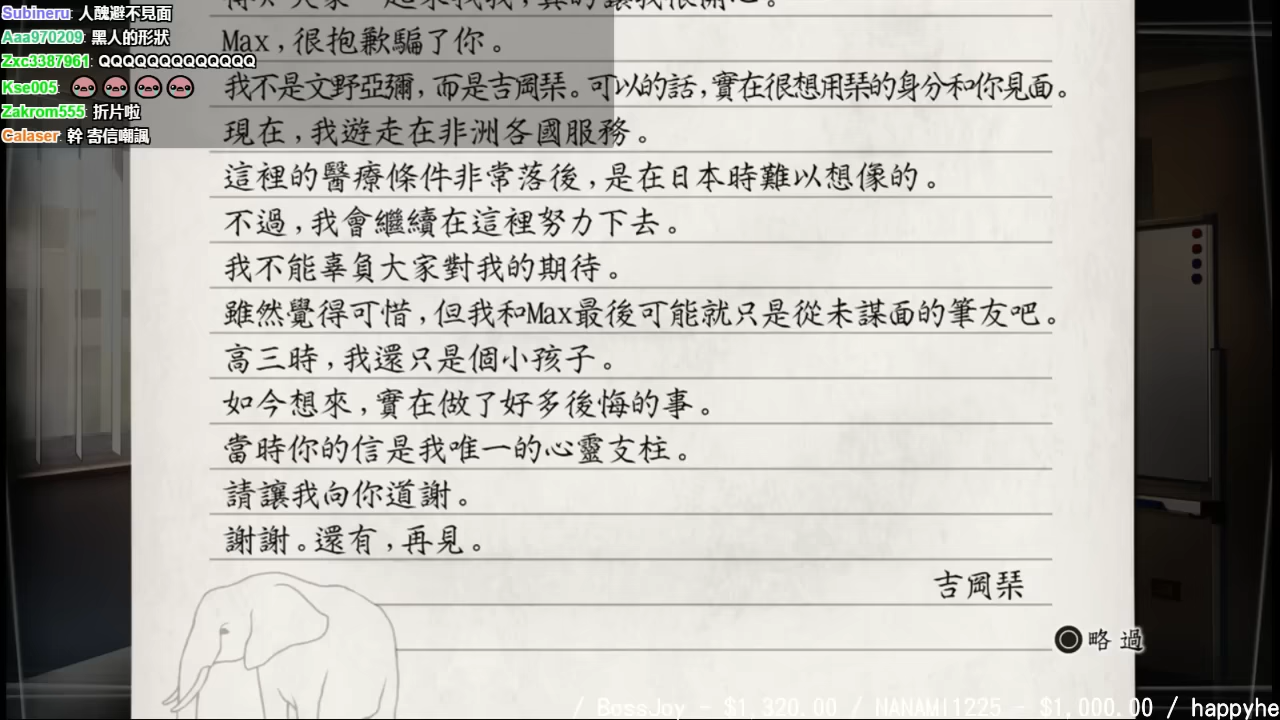 Subineru: 人醜避不見面
Aaa970209: 黑人的形狀
Zxc3387961: QQQQQQQQQQQQQ
Kse005:
Zakrom555: 折片啦
Calaser: 幹 寄信嘲諷
Max，很抱歉騙了你。
我不是文野亞彌，而是吉岡琹。可以的話，實在很想用琹的身分和你見面。
現在，我遊走在非洲各國服務。
這裡的醫療條件非常落後，是在日本時難以想像的。
不過，我會繼續在這裡努力下去。
我不能辜負大家對我的期待。
雖然覺得可惜，但我和Max最後可能就只是從未謀面的筆友吧。
高三時，我還只是個小孩子。
如今想來，實在做了好多後悔的事。
當時你的信是我唯一的心靈支柱。
請讓我向你道謝。
謝謝。還有，再見。
吉岡琹
略過
/ BossJoy - $1,320.00 / NANAMI1225 - $1,000.00 / happyhe